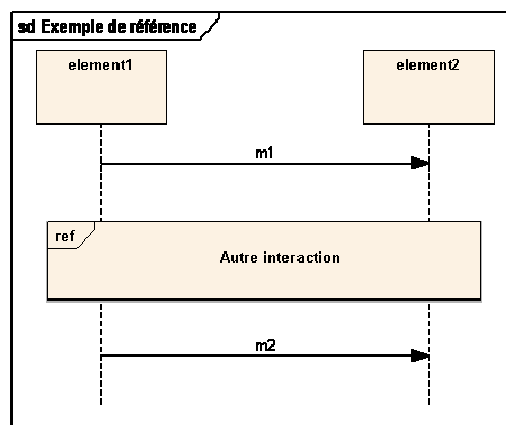 sd Exemple de référence
element1
element2
m1
ref
Autre interaction
m2